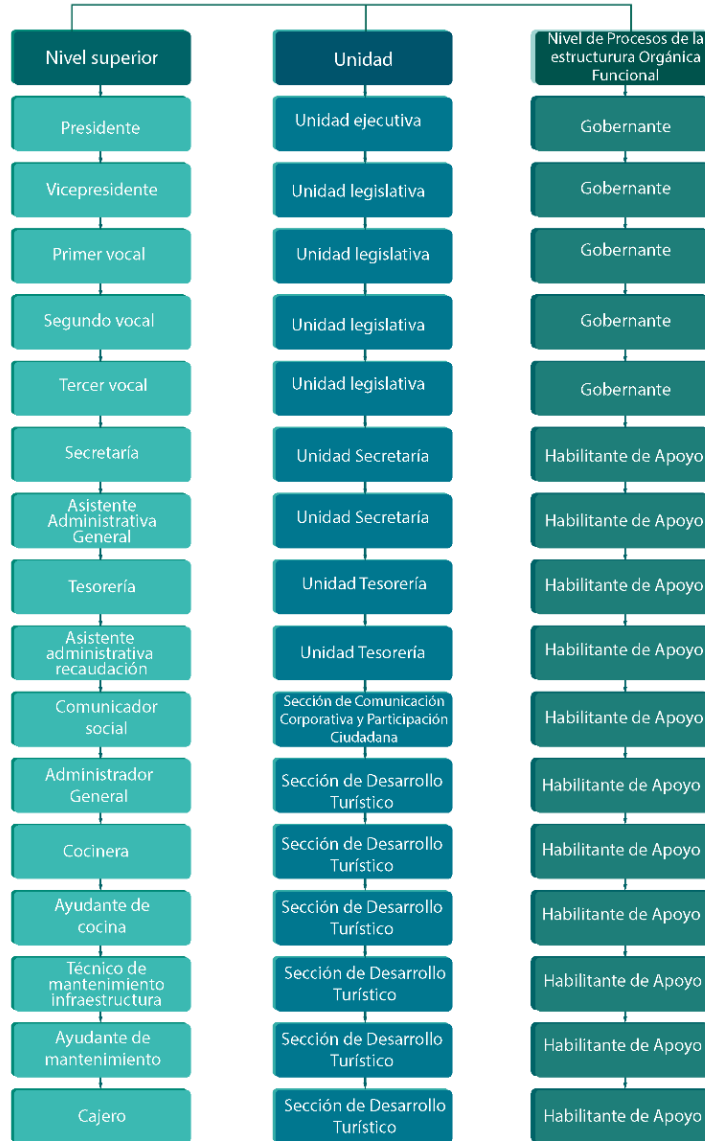 Nivel superior
Unidad
Nivel de Procesos de la
estructurura Orgánica
Funcional
Presidente
Unidad ejecutiva
Gobernante
Vicepresidente
Unidad legislativa
Gobernante
Primer vocal
Unidad legislativa
Gobernante
Segundo vocal
Unidad legislativa
Gobernante
Tercer vocal
Unidad legislativa
Gobernante
Secretaría
Unidad Secretaría
Habilitante de Apoyo
Asistente
Administrativa
General
Unidad Secretaría
Habilitante de Apoyo
Tesorería
Unidad Tesorería
Habilitante de Apoyo
Asistente
administrativa
recaudación
Unidad Tesorería
Habilitante de Apoyo
Comunicador
social
Sección de Comunicación
Corporativa y Participación
Ciudadana
Habilitante de Apoyo
Administrador
General
Sección de Desarrollo
Turístico
Habilitante de Apoyo
Cocinera
Sección de Desarrollo
Turístico
Habilitante de Apoyo
Ayudante de
cocina
Sección de Desarrollo
Turístico
Habilitante de Apoyo
Técnico de
mantenimiento
infraestructura
Sección de Desarrollo
Turístico
Habilitante de Apoyo
Ayudante de
mantenimiento
Sección de Desarrollo
Turístico
Habilitante de Apoyo
Cajero
Sección de Desarrollo
Turístico
Habilitante de Apoyo